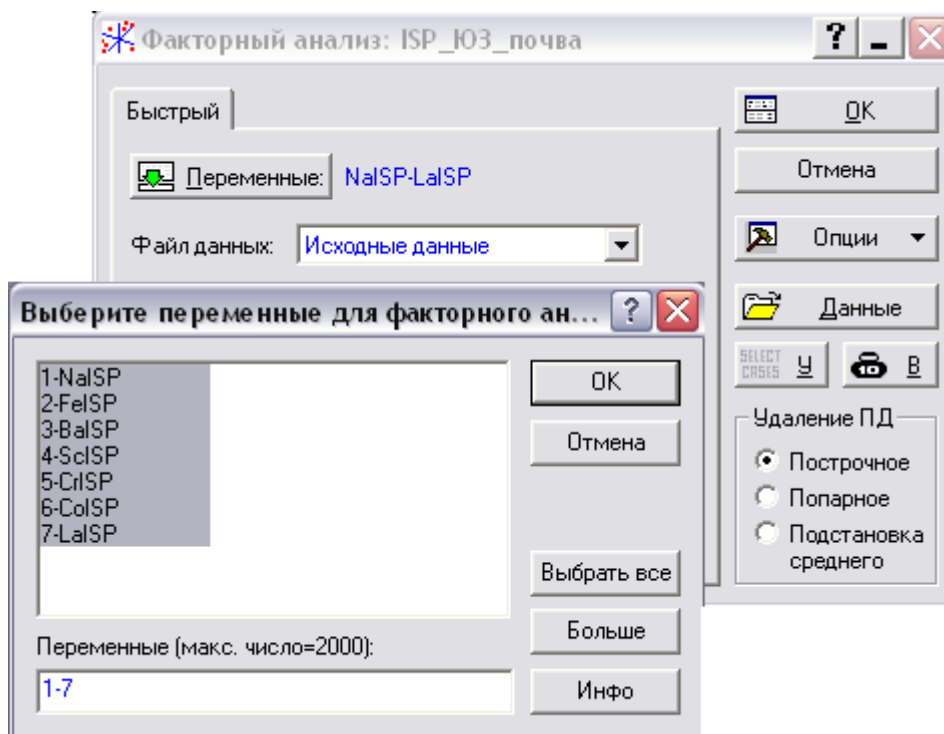 Факторный анализ: ISP_ЮЗ_почва
?
Быстрый
Переменные: NaISP-LaISP
Файл данных: Исходные данные
OK
Отмена
Опции
Данные
SELECT CASES У
В
Удаление ПД
Построчное
Попарное
Подстановка среднего
Выберите переменные для факторного ан...
?
1-NaISP
2-FeISP
3-BaISP
4-ScISP
5-CrISP
6-CoISP
7-LaISP
OK
Отмена
Выбрать все
Больше
Инфо
Переменные (макс. число=2000):
1-7